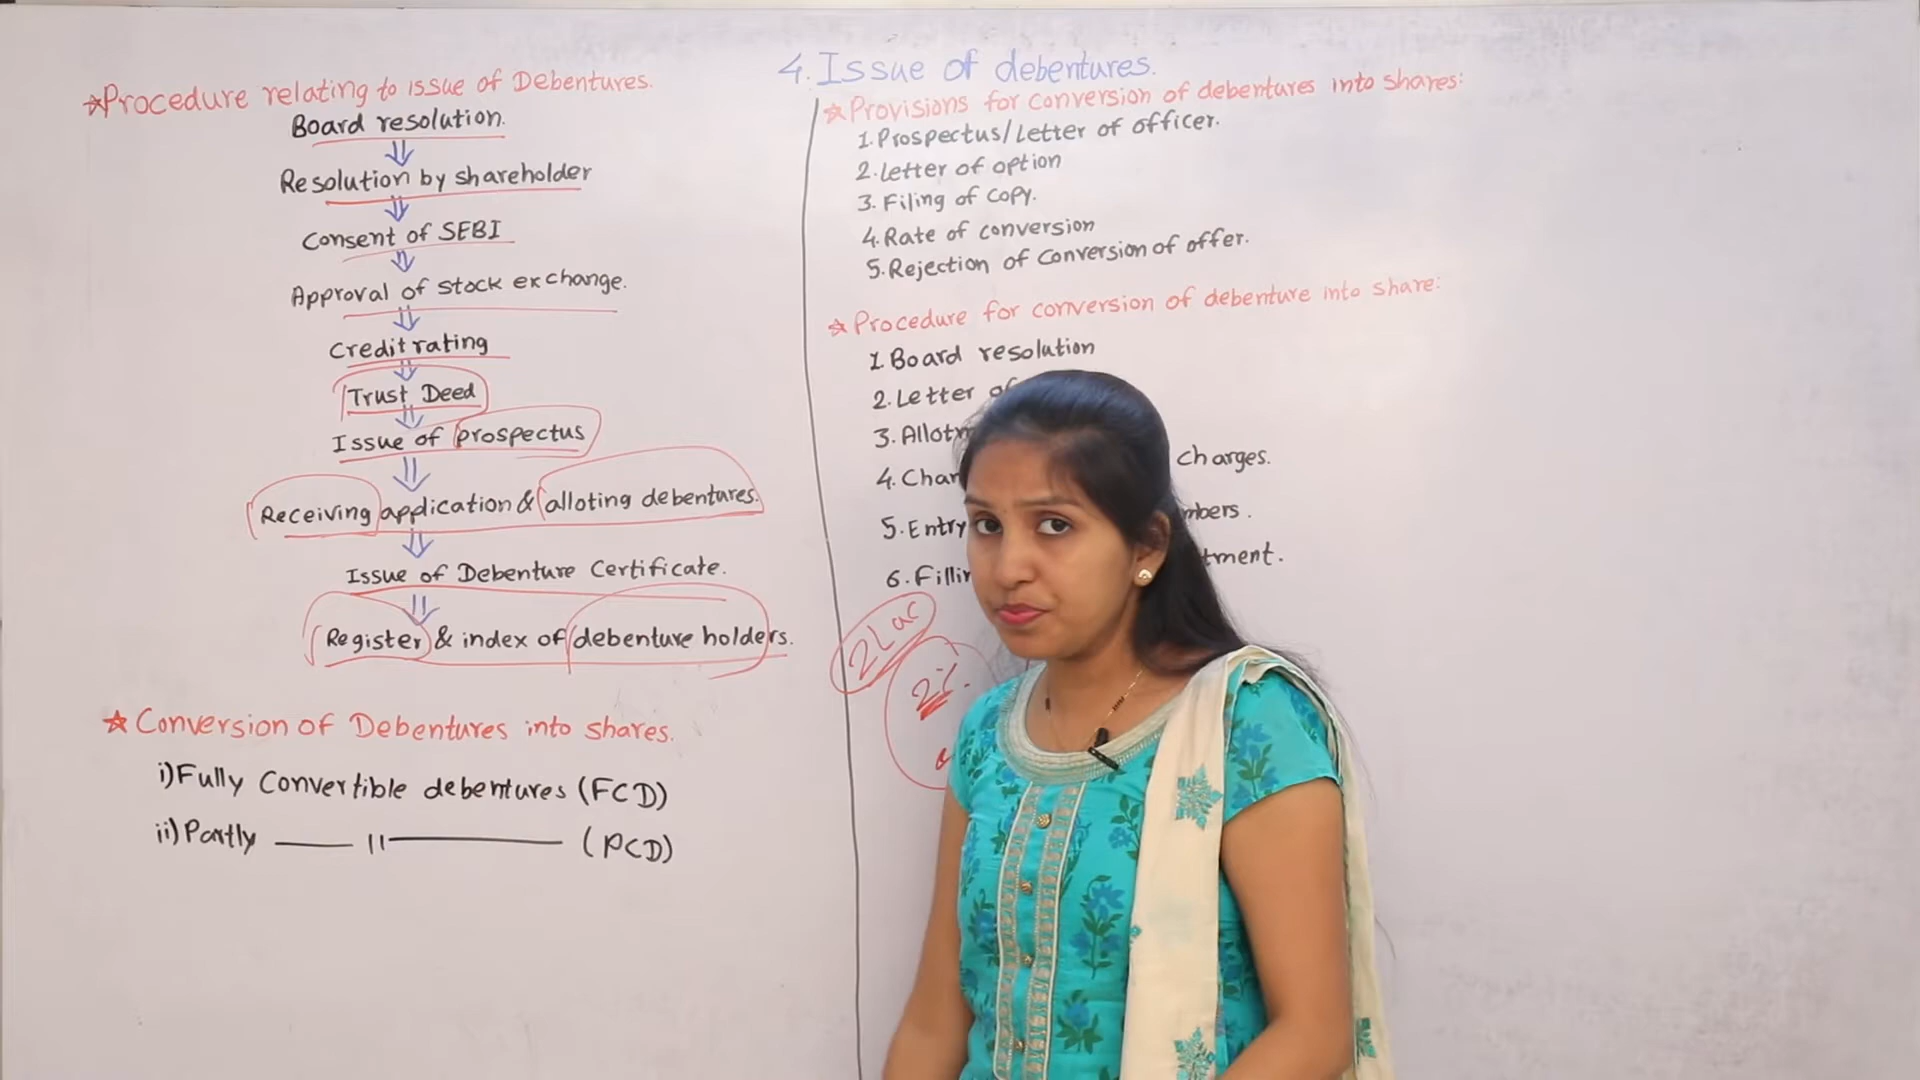 4. Issue of debentures.
☆Procedure relating to issue of Debentures.
Board resolution.
Resolution by shareholder
Consent of SEBI
Approval of stock exchange.
Credit rating
Trust Deed
Issue of prospectus
Receiving application & alloting debentures.
Issue of Debenture Certificate.
Register & index of debenture holders.
☆ Conversion of Debentures into shares.
i) Fully Convertible debentures (FCD)
ii) Partly —— 11 —— (PCD)
☆ Provisions for conversion of debentures into shares:
1. Prospectus/Letter of officer.
2. Letter of option
3. Filing of copy.
4. Rate of conversion
5. Rejection of Conversion of offer.
☆ Procedure for conversion of debenture into share:
1. Board resolution
2. Letter of
3. Allotm
4. Char charges.
5. Entry mbers.
6. Fillin tment.
2Lac
2%.